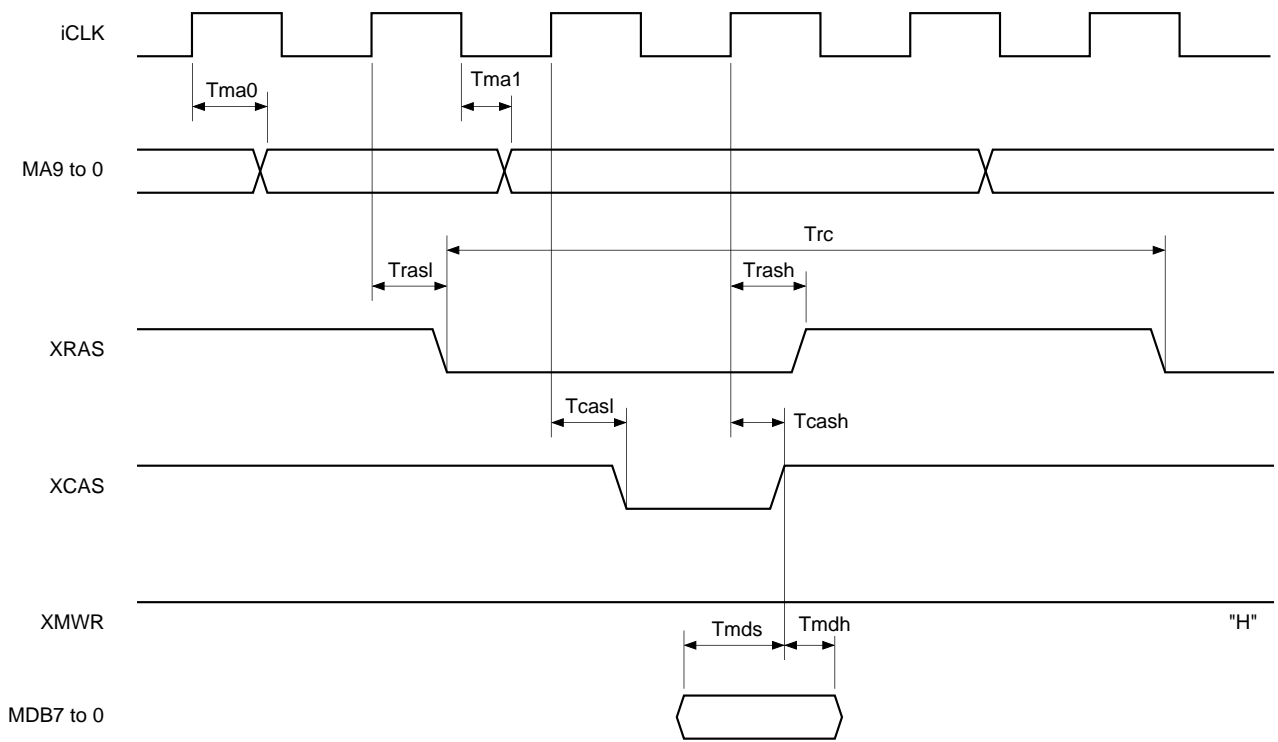 iCLK
Tma0
Tma1
MA9 to 0
Trc
Trasl
Trash
XRAS
Tcasl
Tcash
XCAS
XMWR
"H"
Tmds
Tmdh
MDB7 to 0